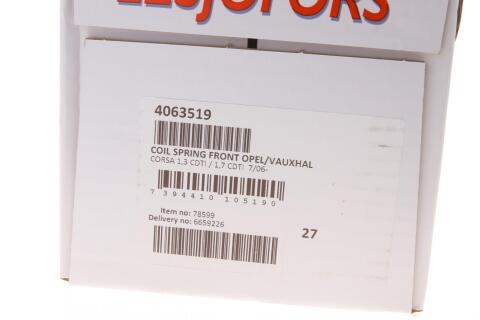 LESJÖFORS
4063519
COIL SPRING FRONT OPEL/VAUXHAL
CORSA 1,3 CDTI / 1,7 CDTI 7/06-
7 394410 105190
Item no: 78599
Delivery no: 6659226
27